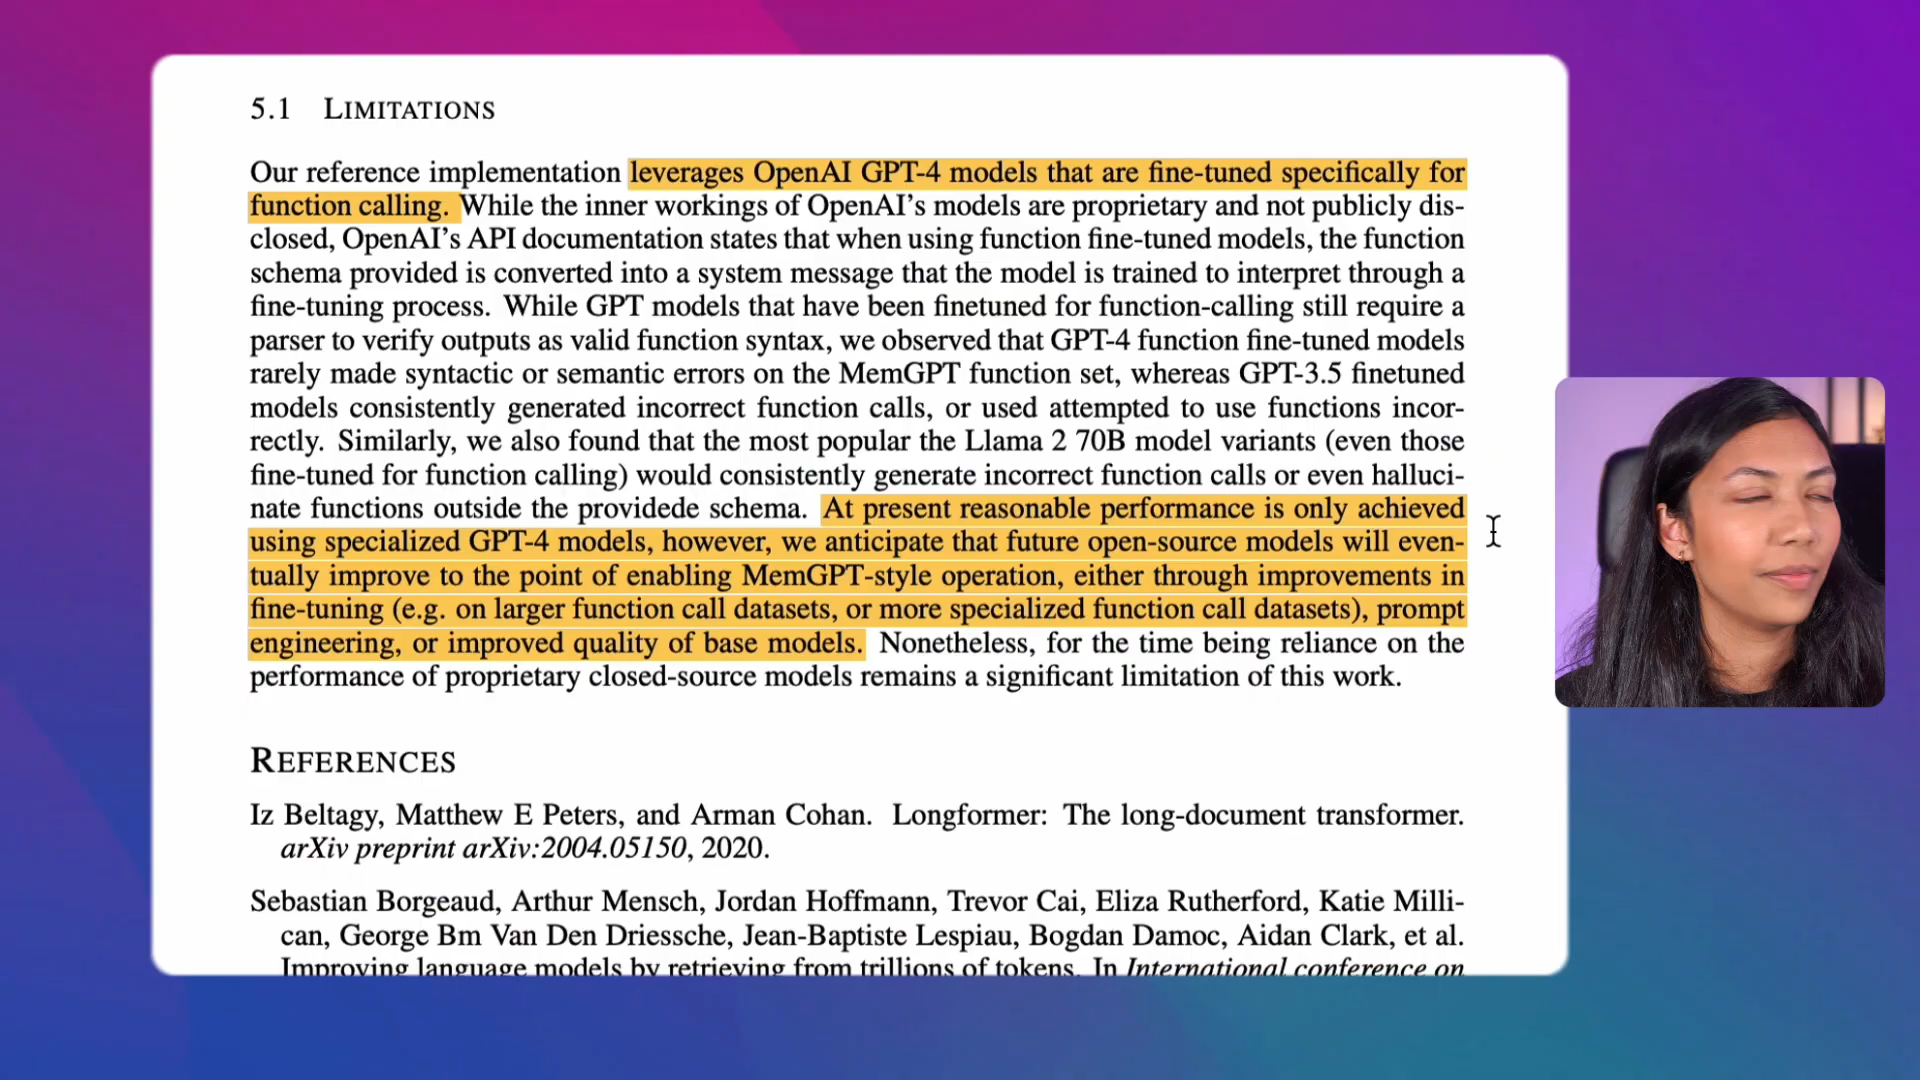 5.1 LIMITATIONS
Our reference implementation leverages OpenAI GPT-4 models that are fine-tuned specifically for
function calling. While the inner workings of OpenAI's models are proprietary and not publicly dis-
closed, OpenAI's API documentation states that when using function fine-tuned models, the function
schema provided is converted into a system message that the model is trained to interpret through a
fine-tuning process. While GPT models that have been finetuned for function-calling still require a
parser to verify outputs as valid function syntax, we observed that GPT-4 function fine-tuned models
rarely made syntactic or semantic errors on the MemGPT function set, whereas GPT-3.5 finetuned
models consistently generated incorrect function calls, or used attempted to use functions incor-
rectly. Similarly, we also found that the most popular the Llama 2 70B model variants (even those
fine-tuned for function calling) would consistently generate incorrect function calls or even halluci-
nate functions outside the providede schema. At present reasonable performance is only achieved
using specialized GPT-4 models, however, we anticipate that future open-source models will even-
tually improve to the point of enabling MemGPT-style operation, either through improvements in
fine-tuning (e.g. on larger function call datasets, or more specialized function call datasets), prompt
engineering, or improved quality of base models. Nonetheless, for the time being reliance on the
performance of proprietary closed-source models remains a significant limitation of this work.
REFERENCES
Iz Beltagy, Matthew E Peters, and Arman Cohan. Longformer: The long-document transformer.
arXiv preprint arXiv:2004.05150, 2020.
Sebastian Borgeaud, Arthur Mensch, Jordan Hoffmann, Trevor Cai, Eliza Rutherford, Katie Milli-
can, George Bm Van Den Driessche, Jean-Baptiste Lespiau, Bogdan Damoc, Aidan Clark, et al.
Improving language models by retrieving from trillions of tokens. In International conference on